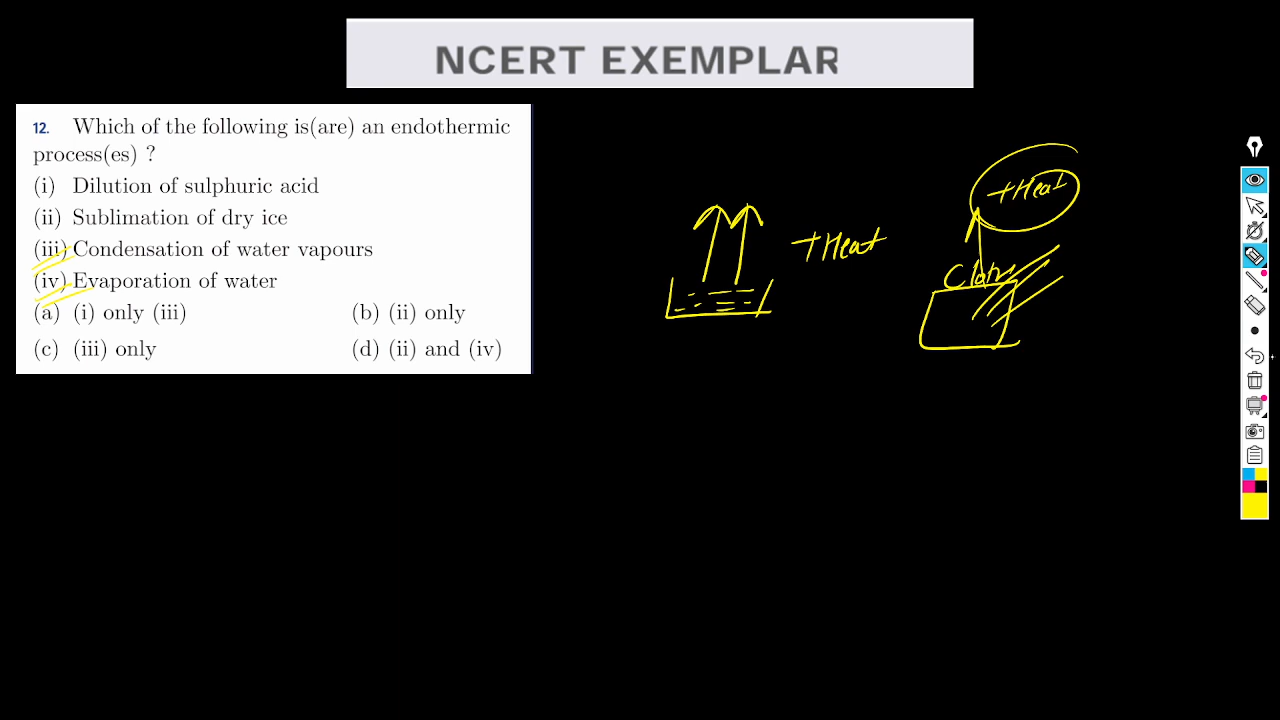 NCERT EXEMPLAR
12. Which of the following is(are) an endothermic
process(es) ?
(i) Dilution of sulphuric acid
(ii) Sublimation of dry ice
(iii) Condensation of water vapours
(iv) Evaporation of water
(a) (i) only (iii) (b) (ii) only
(c) (iii) only (d) (ii) and (iv)
+Heat
+Heat